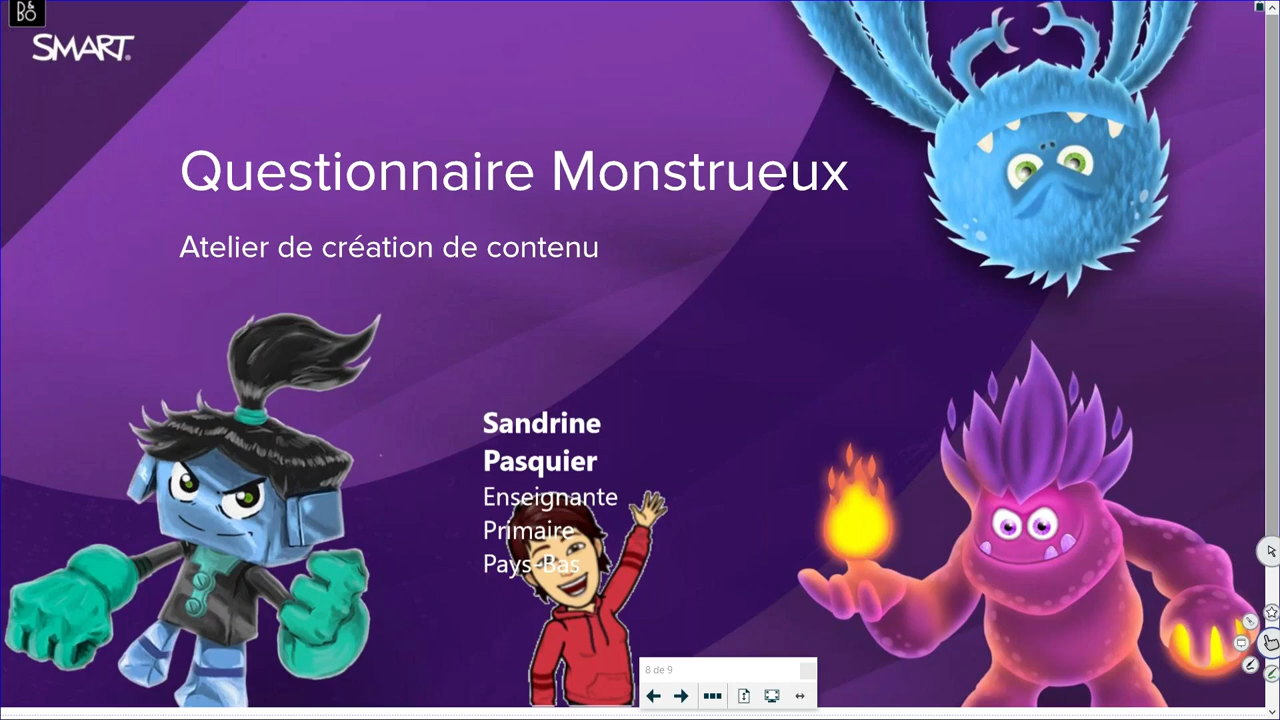 B&O
SMART.
Questionnaire Monstrueux
Atelier de création de contenu
Sandrine
Pasquier
Enseignante
Primaire
Pays-Bas
8 de 9